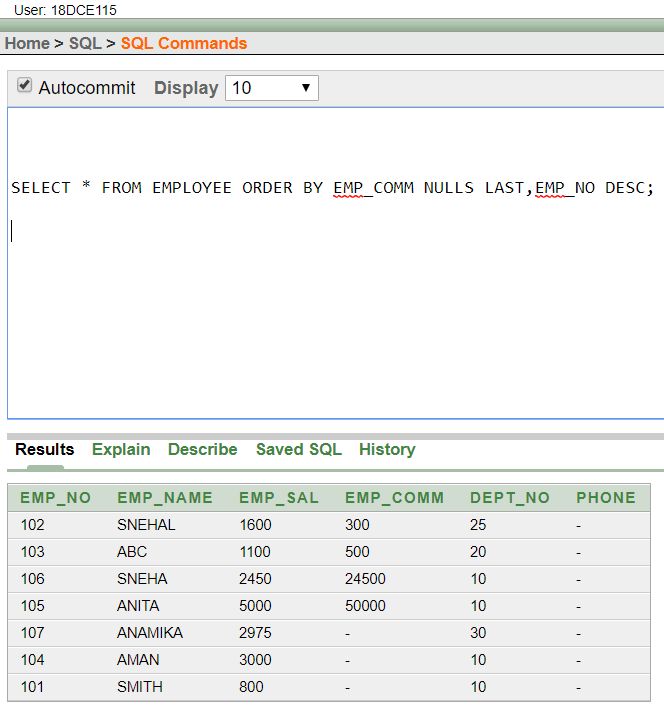 User: 18DCE115
Home > SQL > SQL Commands
Autocommit Display 10
SELECT * FROM EMPLOYEE ORDER BY EMP_COMM NULLS LAST,EMP_NO DESC;
Results Explain Describe Saved SQL History
EMP_NO EMP_NAME EMP_SAL EMP_COMM DEPT_NO PHONE
102 SNEHAL 1600 300 25 -
103 ABC 1100 500 20 -
106 SNEHA 2450 24500 10 -
105 ANITA 5000 50000 10 -
107 ANAMIKA 2975 - 30 -
104 AMAN 3000 - 10 -
101 SMITH 800 - 10 -